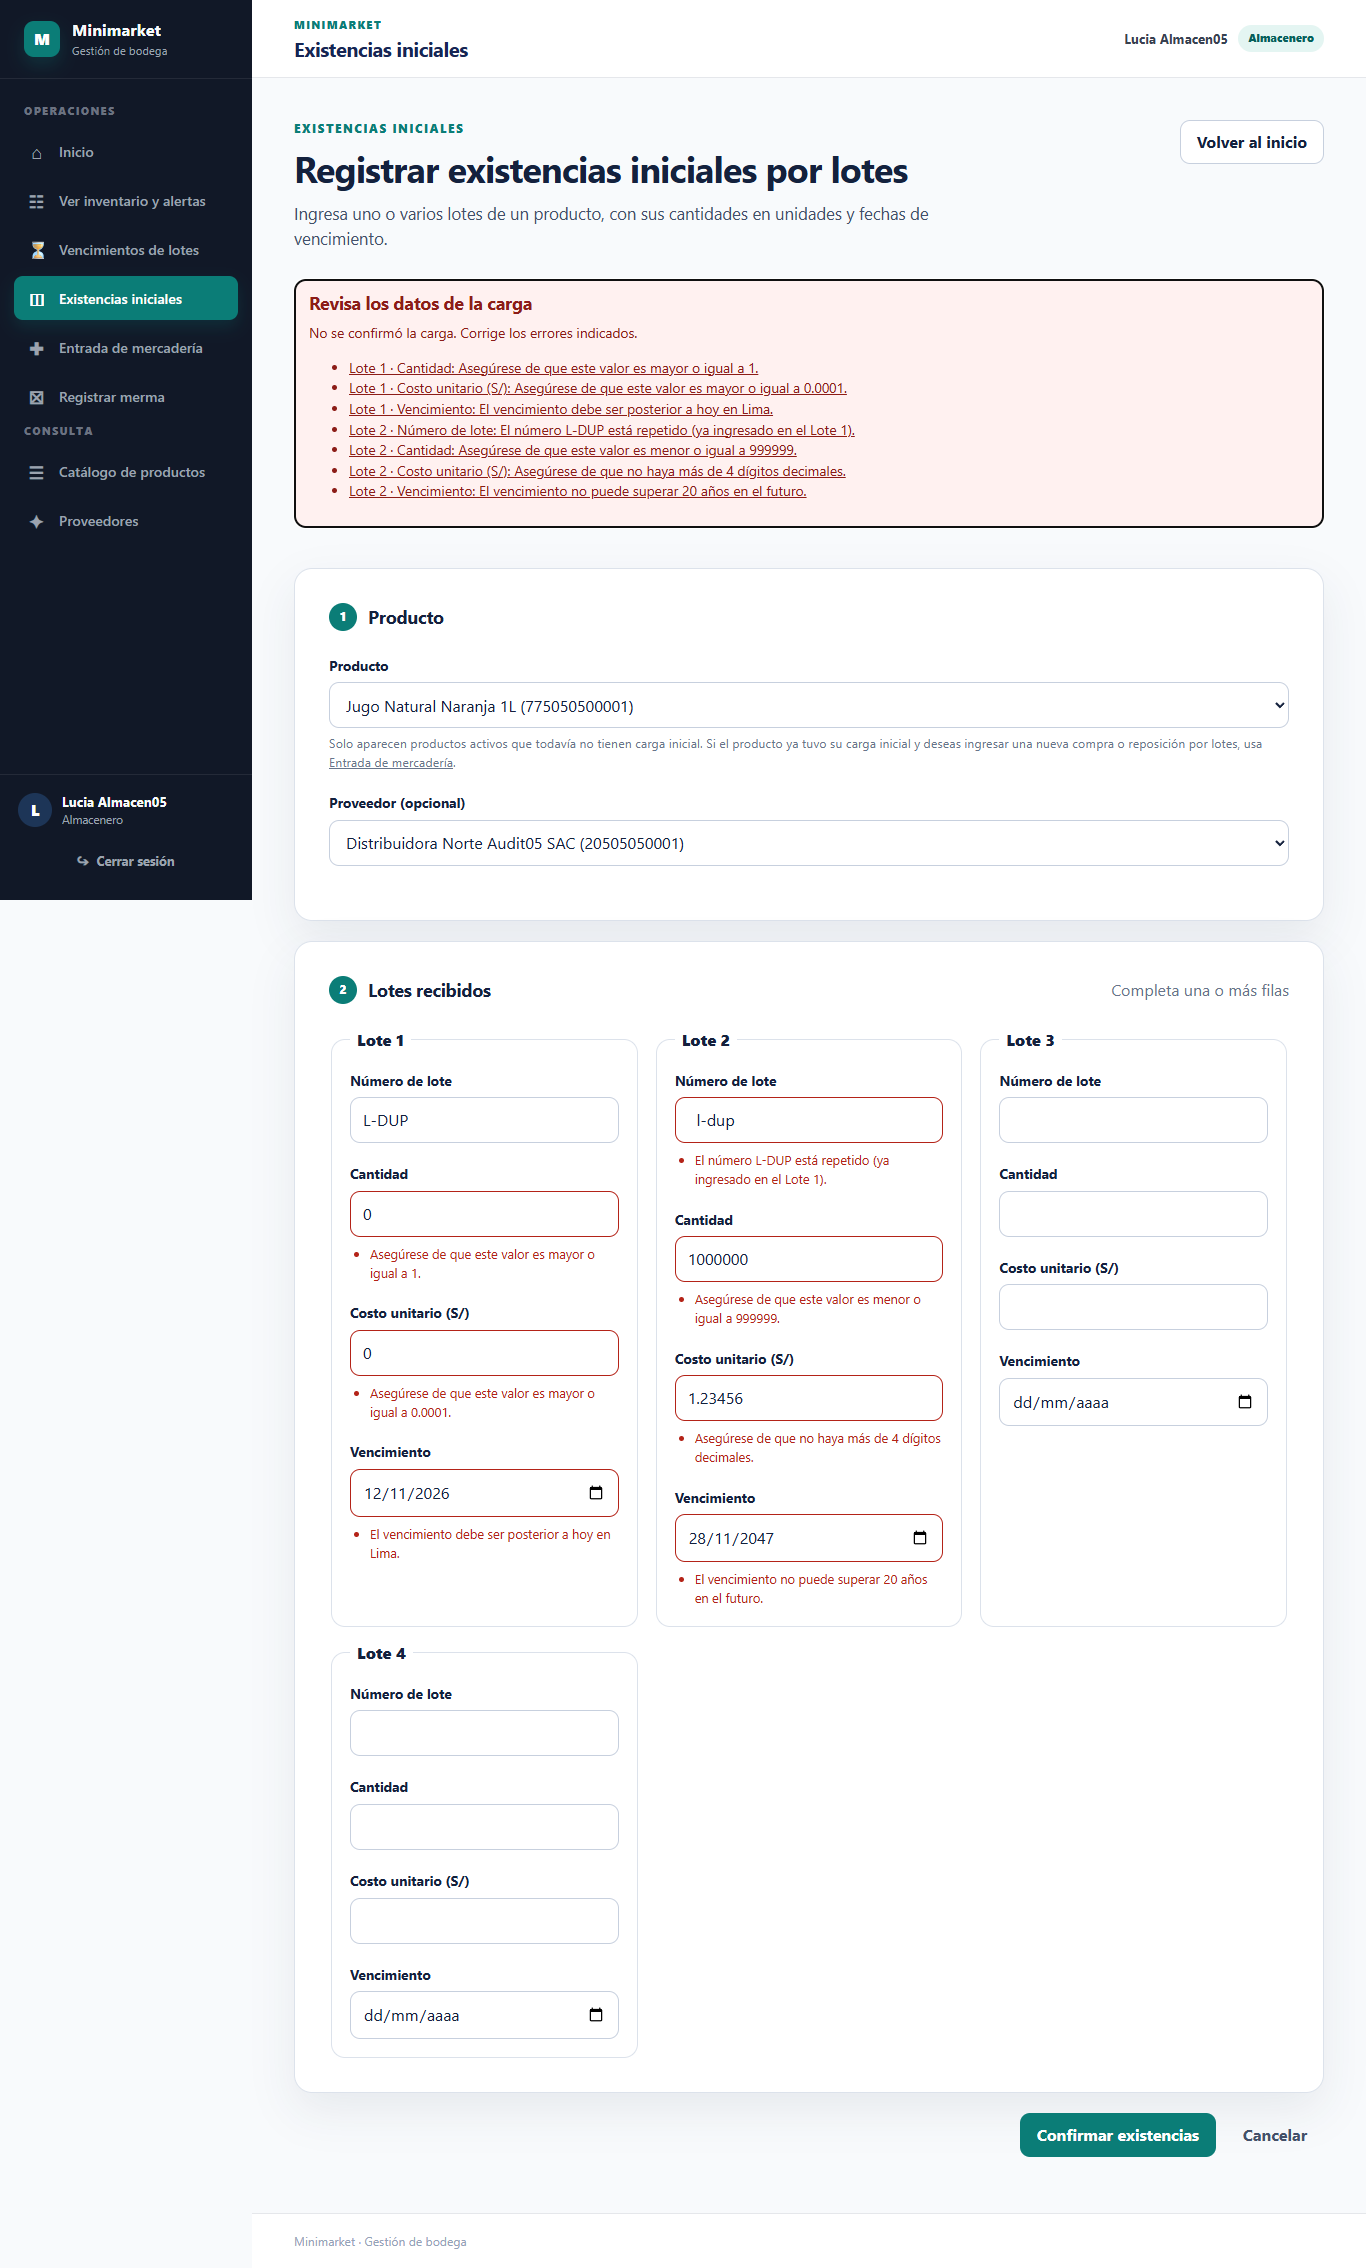 M
Minimarket
Gestión de bodega
OPERACIONES
Inicio
Ver inventario y alertas
Vencimientos de lotes
Existencias iniciales
Entrada de mercadería
Registrar merma
CONSULTA
Catálogo de productos
Proveedores
L
Lucia Almacen05
Almacenero
Cerrar sesión
MINIMARKET
Existencias iniciales
Lucia Almacen05
Almacenero
EXISTENCIAS INICIALES
Registrar existencias iniciales por lotes
Ingresa uno o varios lotes de un producto, con sus cantidades en unidades y fechas de
vencimiento.
Volver al inicio
Revisa los datos de la carga
No se confirmó la carga. Corrige los errores indicados.
Lote 1 · Cantidad: Asegúrese de que este valor es mayor o igual a 1.
Lote 1 · Costo unitario (S/): Asegúrese de que este valor es mayor o igual a 0.0001.
Lote 1 · Vencimiento: El vencimiento debe ser posterior a hoy en Lima.
Lote 2 · Número de lote: El número L-DUP está repetido (ya ingresado en el Lote 1).
Lote 2 · Cantidad: Asegúrese de que este valor es menor o igual a 999999.
Lote 2 · Costo unitario (S/): Asegúrese de que no haya más de 4 dígitos decimales.
Lote 2 · Vencimiento: El vencimiento no puede superar 20 años en el futuro.
1
Producto
Producto
Jugo Natural Naranja 1L (775050500001)
Solo aparecen productos activos que todavía no tienen carga inicial. Si el producto ya tuvo su carga inicial y deseas ingresar una nueva compra o reposición por lotes, usa
Entrada de mercadería.
Proveedor (opcional)
Distribuidora Norte Audit05 SAC (20505050001)
2
Lotes recibidos
Completa una o más filas
Lote 1
Número de lote
L-DUP
Cantidad
0
Asegúrese de que este valor es mayor o
igual a 1.
Costo unitario (S/)
0
Asegúrese de que este valor es mayor o
igual a 0.0001.
Vencimiento
12/11/2026
El vencimiento debe ser posterior a hoy en
Lima.
Lote 2
Número de lote
l-dup
El número L-DUP está repetido (ya
ingresado en el Lote 1).
Cantidad
1000000
Asegúrese de que este valor es menor o
igual a 999999.
Costo unitario (S/)
1.23456
Asegúrese de que no haya más de 4 dígitos
decimales.
Vencimiento
28/11/2047
El vencimiento no puede superar 20 años
en el futuro.
Lote 3
Número de lote
Cantidad
Costo unitario (S/)
Vencimiento
dd/mm/aaaa
Lote 4
Número de lote
Cantidad
Costo unitario (S/)
Vencimiento
dd/mm/aaaa
Confirmar existencias
Cancelar
Minimarket · Gestión de bodega